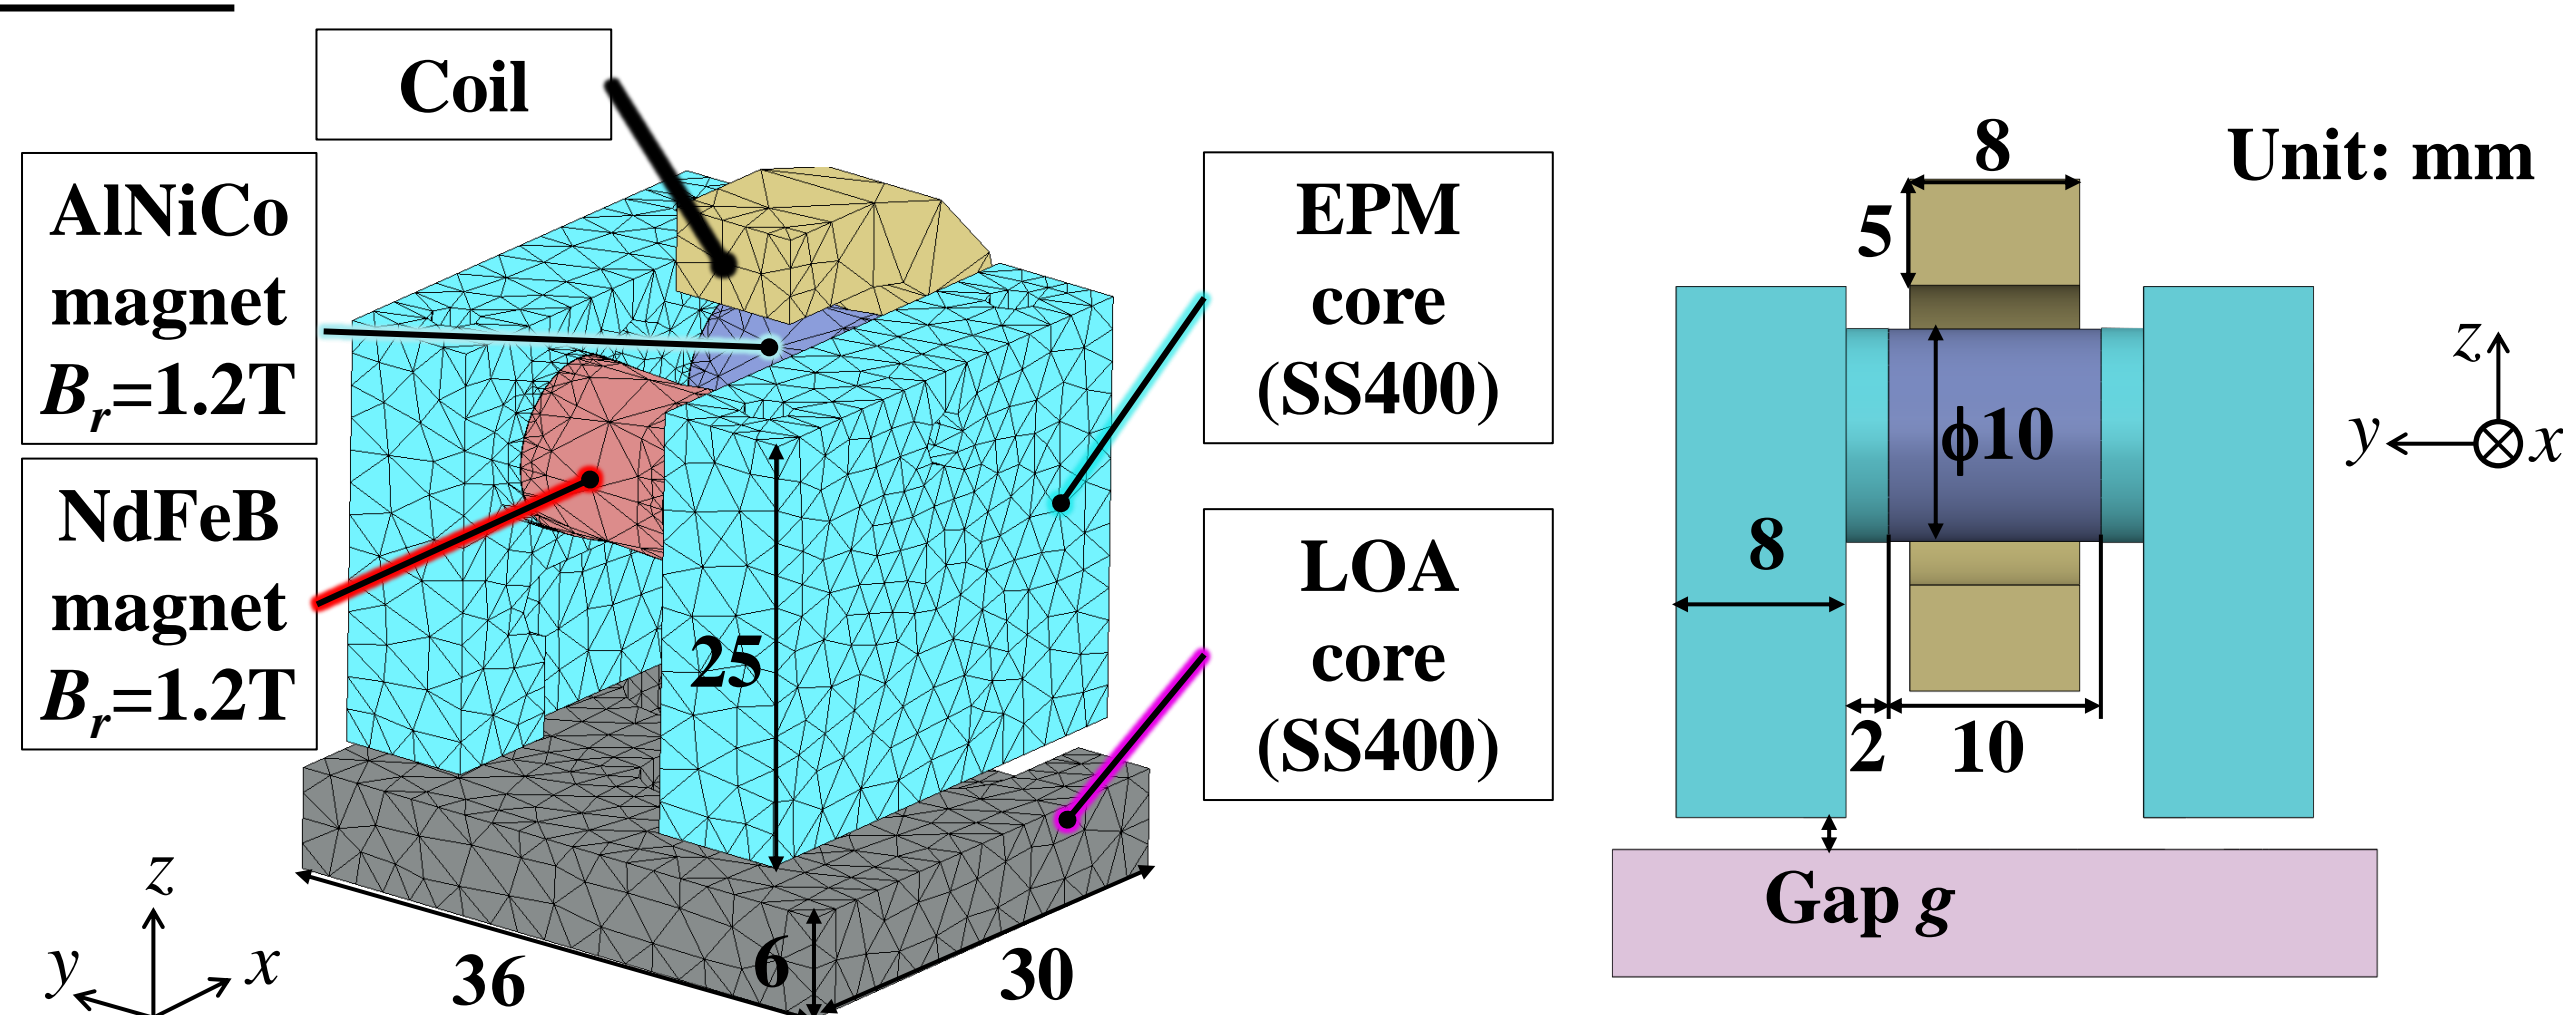 Coil
AlNiCo
magnet
Br=1.2T
NdFeB
magnet
Br=1.2T
EPM
core
(SS400)
LOA
core
(SS400)
25
36
6
30
z
y
x
Unit: mm
8
5
ϕ10
8
2
10
Gap g
z
y
x